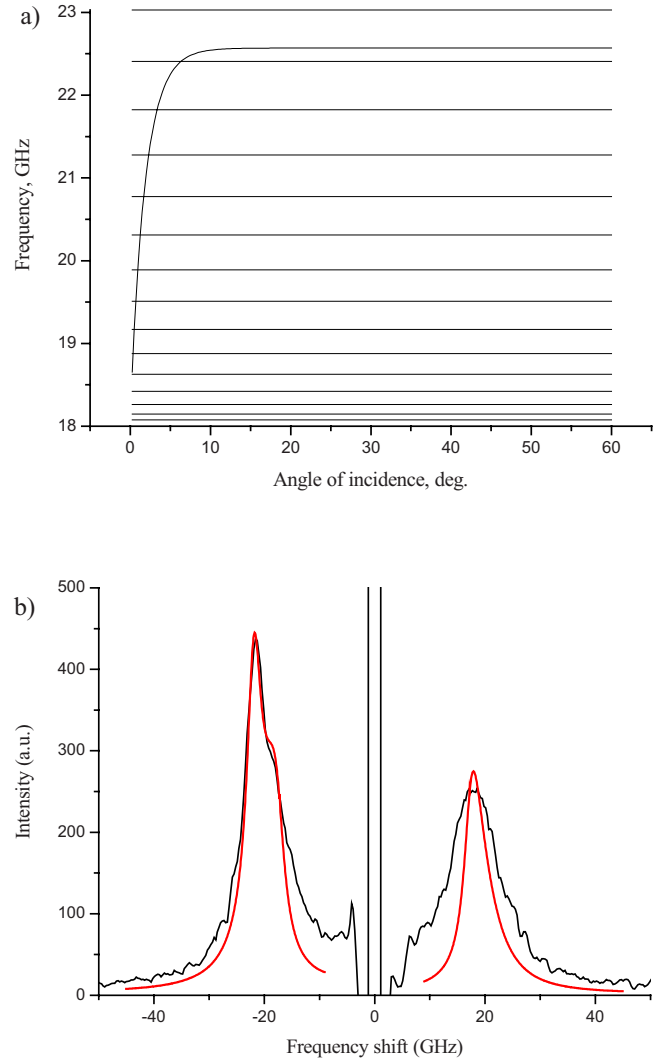 a)
23
22
21
20
19
18
Frequency, GHz
0 10 20 30 40 50 60
Angle of incidence, deg.
b)
500
400
300
200
100
0
Intensity (a.u.)
-40 -20 0 20 40
Frequency shift (GHz)